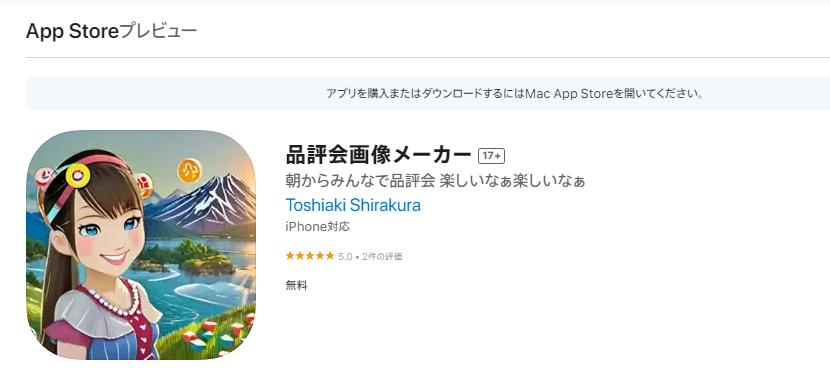 App Storeプレビュー
アプリを購入またはダウンロードするにはMac App Storeを開いてください。
品評会画像メーカー 17+
朝からみんなで品評会 楽しいなぁ楽しいなぁ
Toshiaki Shirakura
iPhone対応
★★★★★ 5.0 • 2件の評価
無料